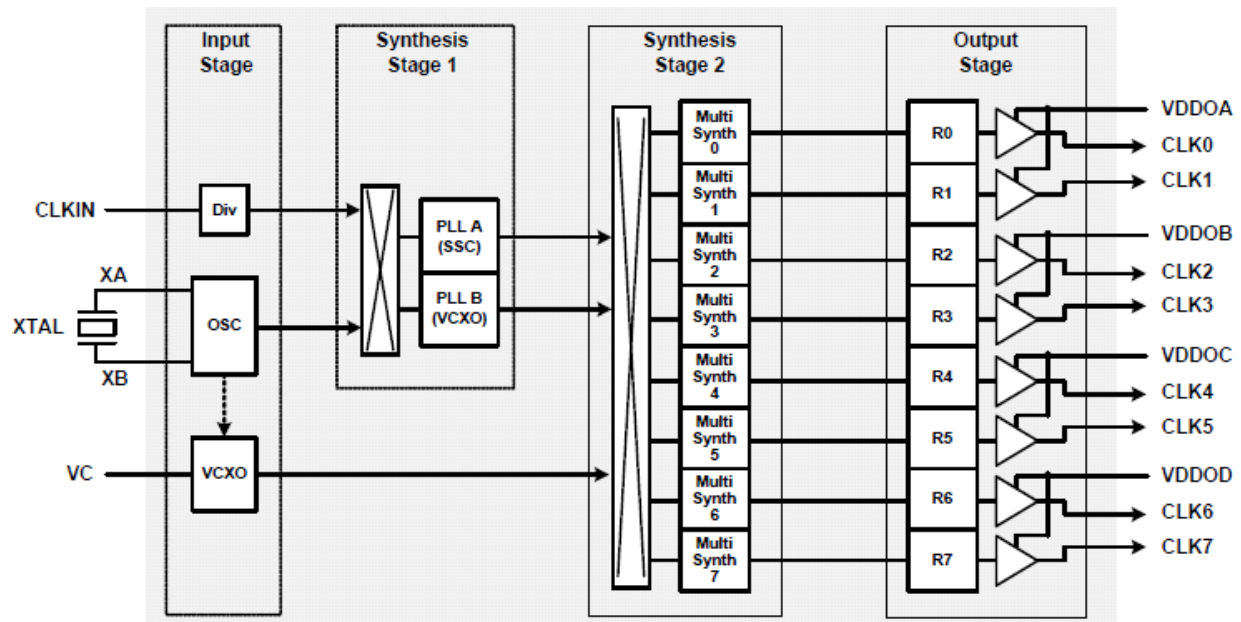 Input
Stage
Synthesis
Stage 1
Synthesis
Stage 2
Output
Stage
CLKIN
Div
XA
XTAL
XB
OSC
VC
VCXO
PLL A
(SSC)
PLL B
(VCXO)
Multi
Synth
0
Multi
Synth
1
Multi
Synth
2
Multi
Synth
3
Multi
Synth
4
Multi
Synth
5
Multi
Synth
6
Multi
Synth
7
R0
R1
R2
R3
R4
R5
R6
R7
VDDOA
CLK0
CLK1
VDDOB
CLK2
CLK3
VDDOC
CLK4
CLK5
VDDOD
CLK6
CLK7